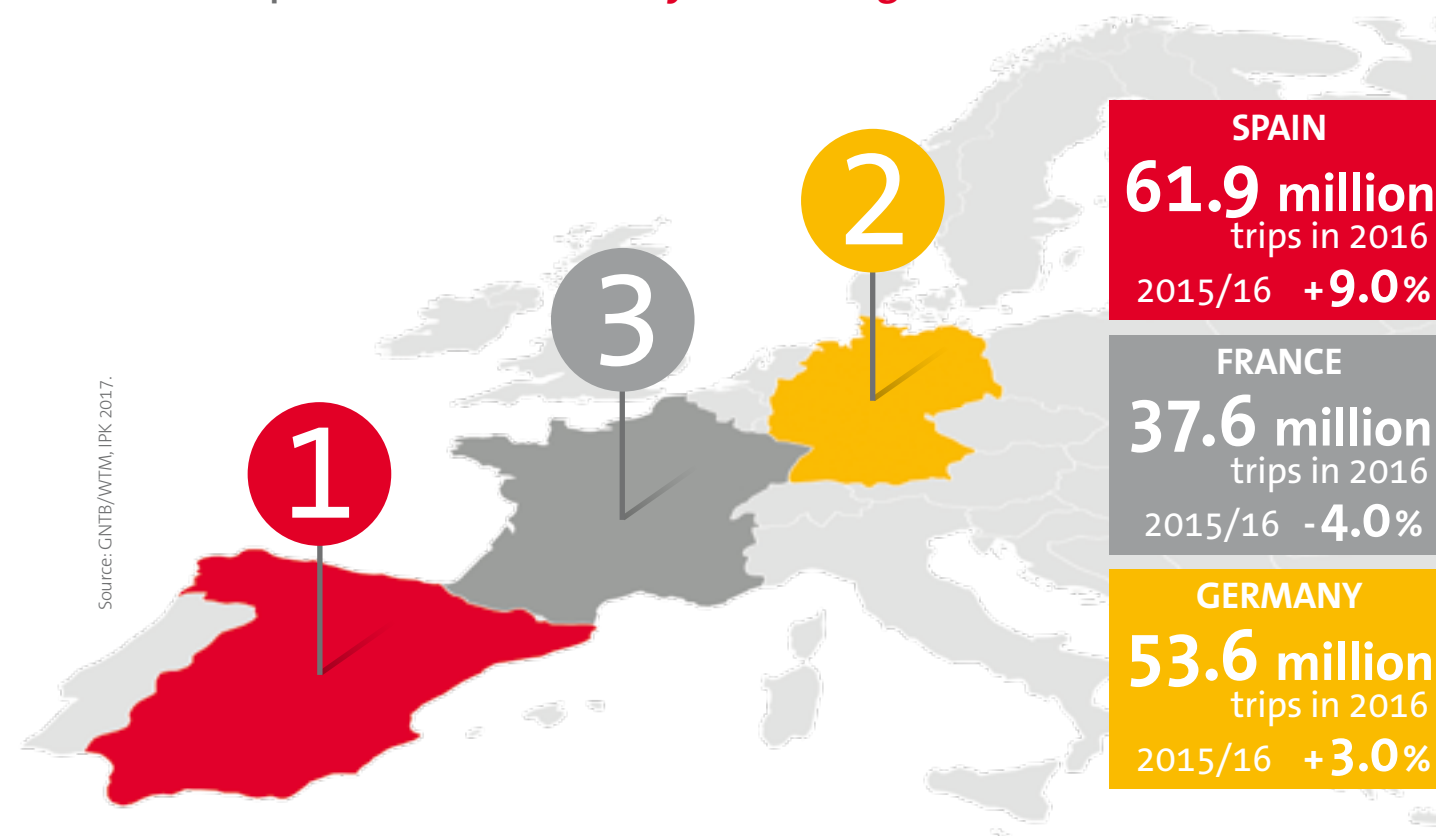 1
2
3
SPAIN
61.9 million
trips in 2016
2015/16 +9.0%
FRANCE
37.6 million
trips in 2016
2015/16 -4.0%
GERMANY
53.6 million
trips in 2016
2015/16 +3.0%
Source: GNTB/WTM, IPK 2017.